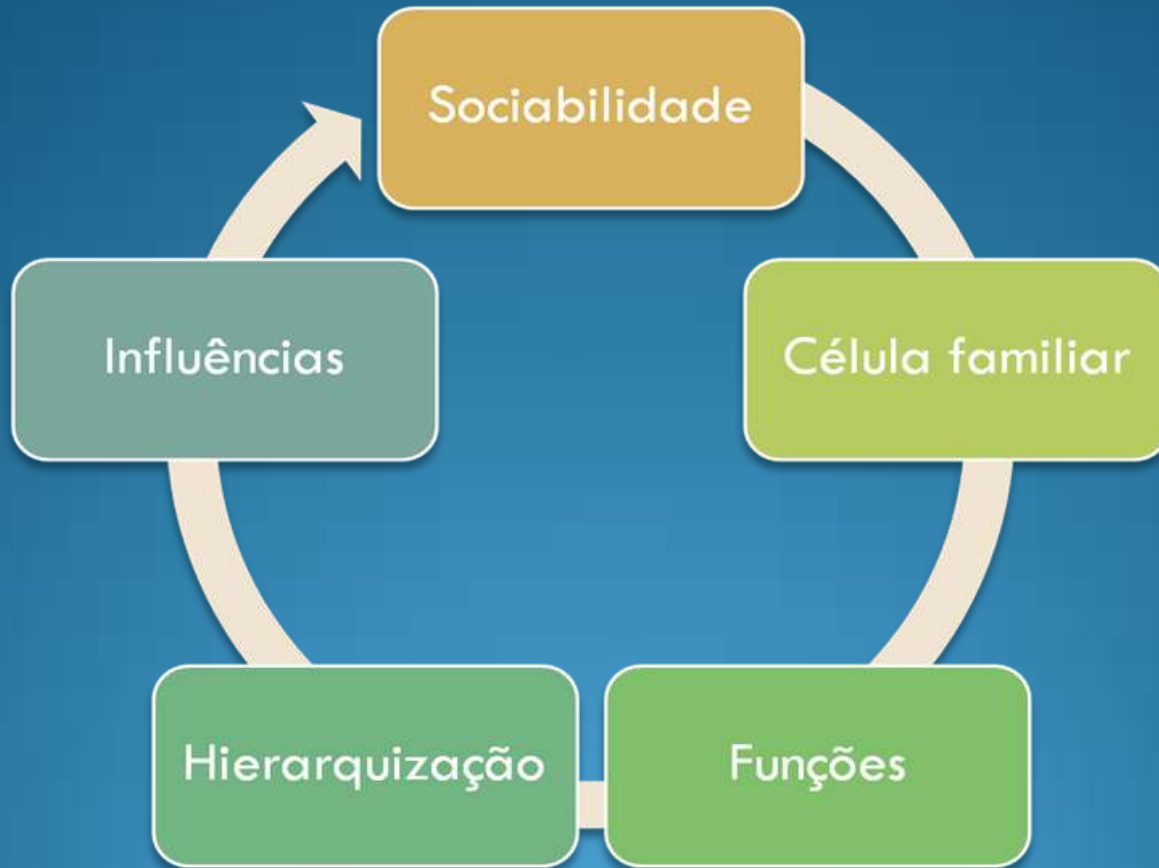 Sociabilidade
Célula familiar
Funções
Hierarquização
Influências